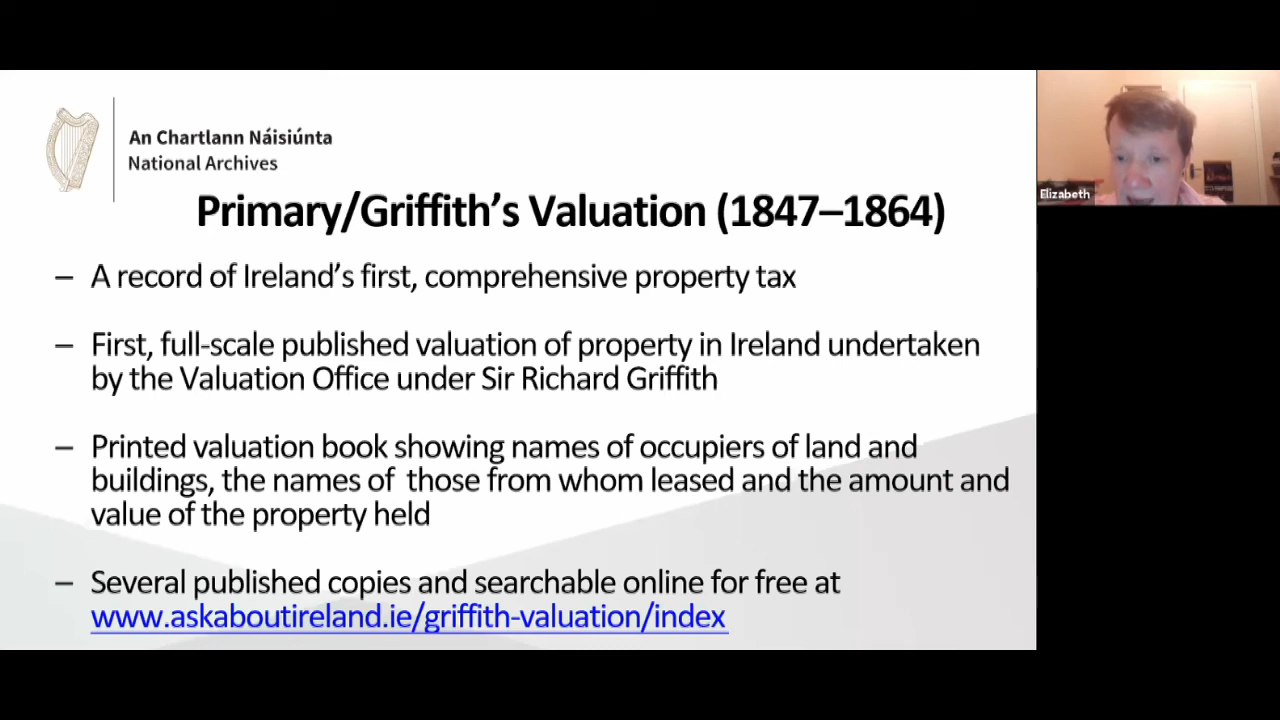 An Chartlann Náisiúnta
National Archives
Primary/Griffith's Valuation (1847–1864)
– A record of Ireland's first, comprehensive property tax
– First, full-scale published valuation of property in Ireland undertaken
by the Valuation Office under Sir Richard Griffith
– Printed valuation book showing names of occupiers of land and
buildings, the names of those from whom leased and the amount and
value of the property held
– Several published copies and searchable online for free at
www.askaboutireland.ie/griffith-valuation/index
Elizabeth